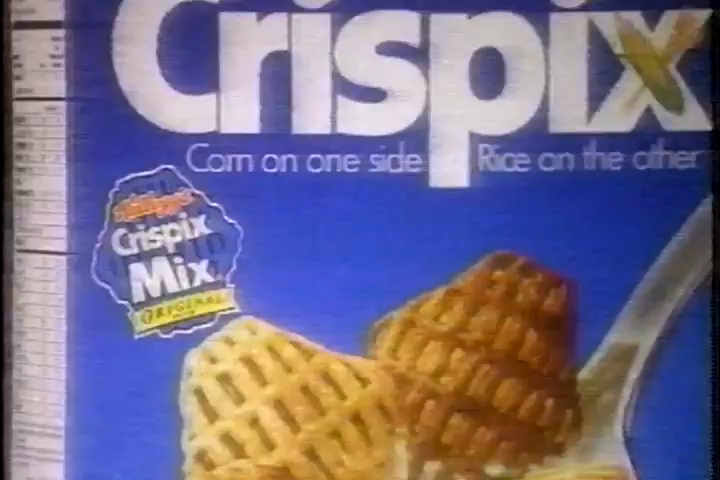 Crispix
Corn on one side Rice on the other
Kellogg's
Crispix
Mix
ORIGINAL